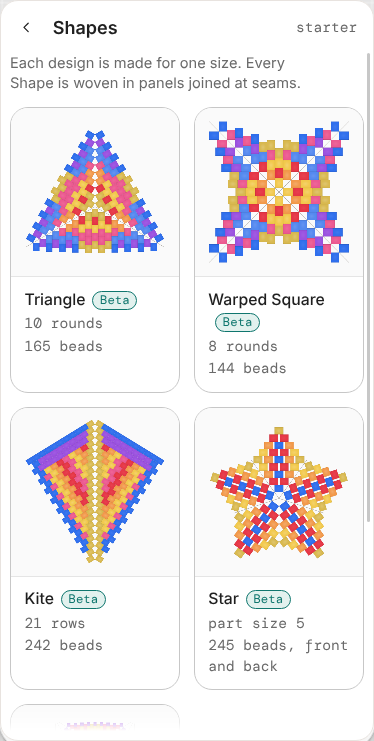 Shapes
starter
Each design is made for one size. Every
Shape is woven in panels joined at seams.
Triangle Beta
10 rounds
165 beads
Warped Square
Beta
8 rounds
144 beads
Kite Beta
21 rows
242 beads
Star Beta
part size 5
245 beads, front
and back